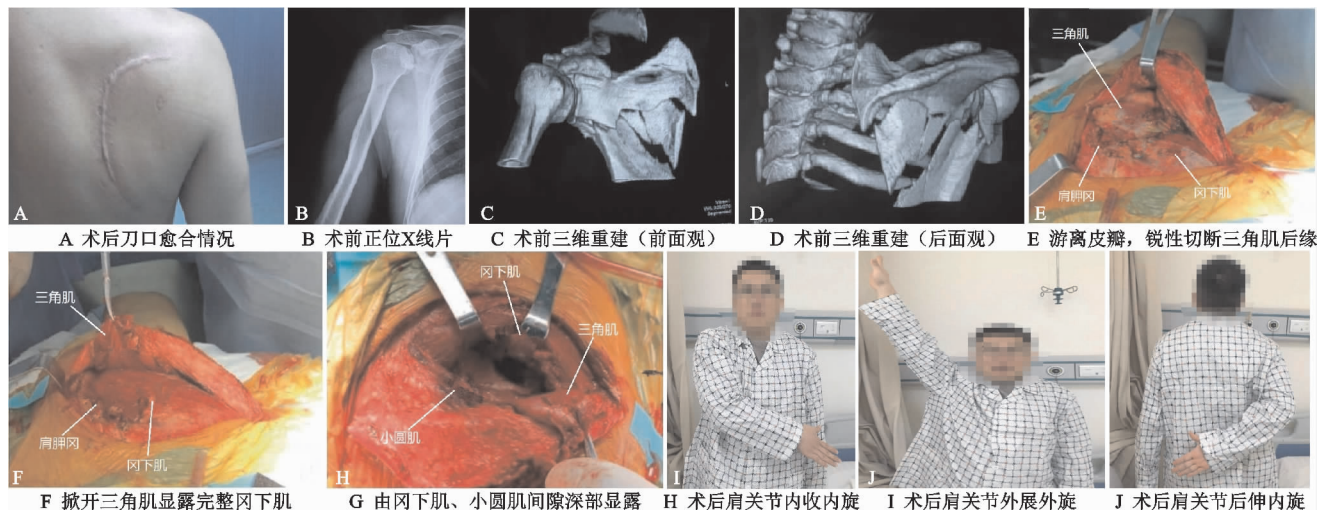 A
B
C
D
三角肌
肩胛冈
冈下肌
E
A 术后刀口愈合情况
B 术前正位X线片
C 术前三维重建（前面观）
D 术前三维重建（后面观）
E 游离皮瓣，锐性切断三角肌后缘
三角肌
肩胛冈
冈下肌
F
冈下肌
三角肌
小圆肌
H
I
J
J
F 掀开三角肌显露完整冈下肌
G 由冈下肌、小圆肌间隙深部显露
H 术后肩关节内收内旋
I 术后肩关节外展外旋
J 术后肩关节后伸内旋